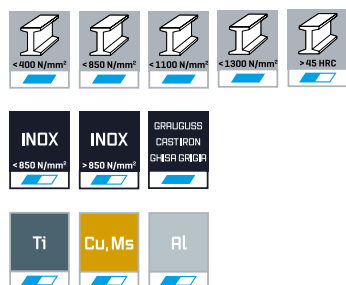 <400 N/mm² <850 N/mm² <1100 N/mm² <1300 N/mm² >45 HRC
INOX INOX GRAUGUSS
CAST IRON
GHISA GRIGIA
<850 N/mm² >850 N/mm²
Ti Cu, Ms Al